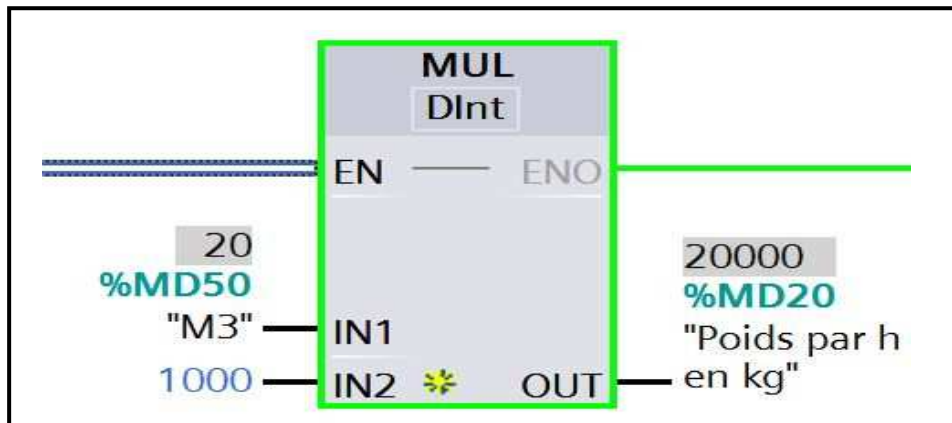 MUL
DInt
EN
ENO
20
%MD50
"M3"
IN1
1000
IN2
OUT
20000
%MD20
"Poids par h
en kg"